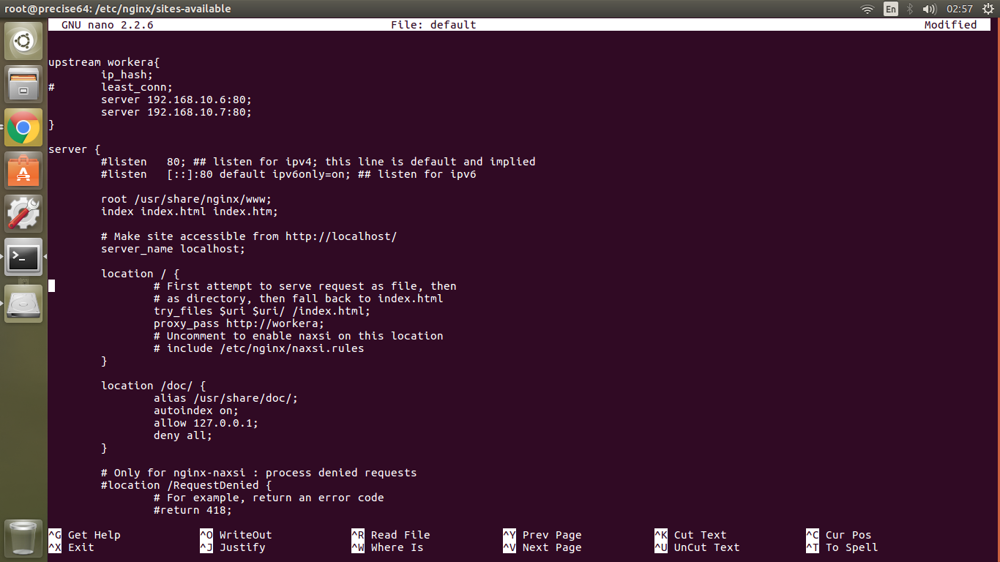 root@precise64: /etc/nginx/sites-available
En
02:57
GNU nano 2.2.6 File: default Modified
upstream workera{
ip_hash;
# least_conn;
server 192.168.10.6:80;
server 192.168.10.7:80;
}
server {
#listen 80; ## listen for ipv4; this line is default and implied
#listen [::]:80 default ipv6only=on; ## listen for ipv6
root /usr/share/nginx/www;
index index.html index.htm;
# Make site accessible from http://localhost/
server_name localhost;
location / {
# First attempt to serve request as file, then
# as directory, then fall back to index.html
try_files $uri $uri/ /index.html;
proxy_pass http://workera;
# Uncomment to enable naxsi on this location
# include /etc/nginx/naxsi.rules
}
location /doc/ {
alias /usr/share/doc/;
autoindex on;
allow 127.0.0.1;
deny all;
}
# Only for nginx-naxsi : process denied requests
#location /RequestDenied {
# For example, return an error code
#return 418;
^G Get Help ^O WriteOut ^R Read File ^Y Prev Page ^K Cut Text ^C Cur Pos
^X Exit ^J Justify ^W Where Is ^V Next Page ^U UnCut Text ^T To Spell